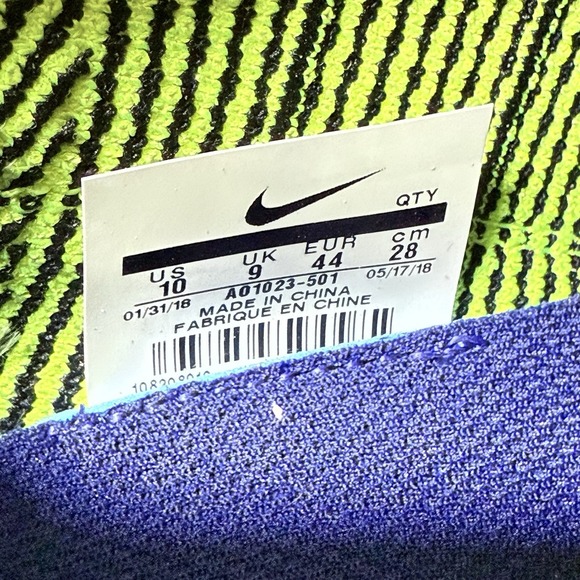 QTY
US UK EUR cm
10 9 44 28
01/31/18 AO1023-501 05/17/18
MADE IN CHINA
FABRIQUE EN CHINE